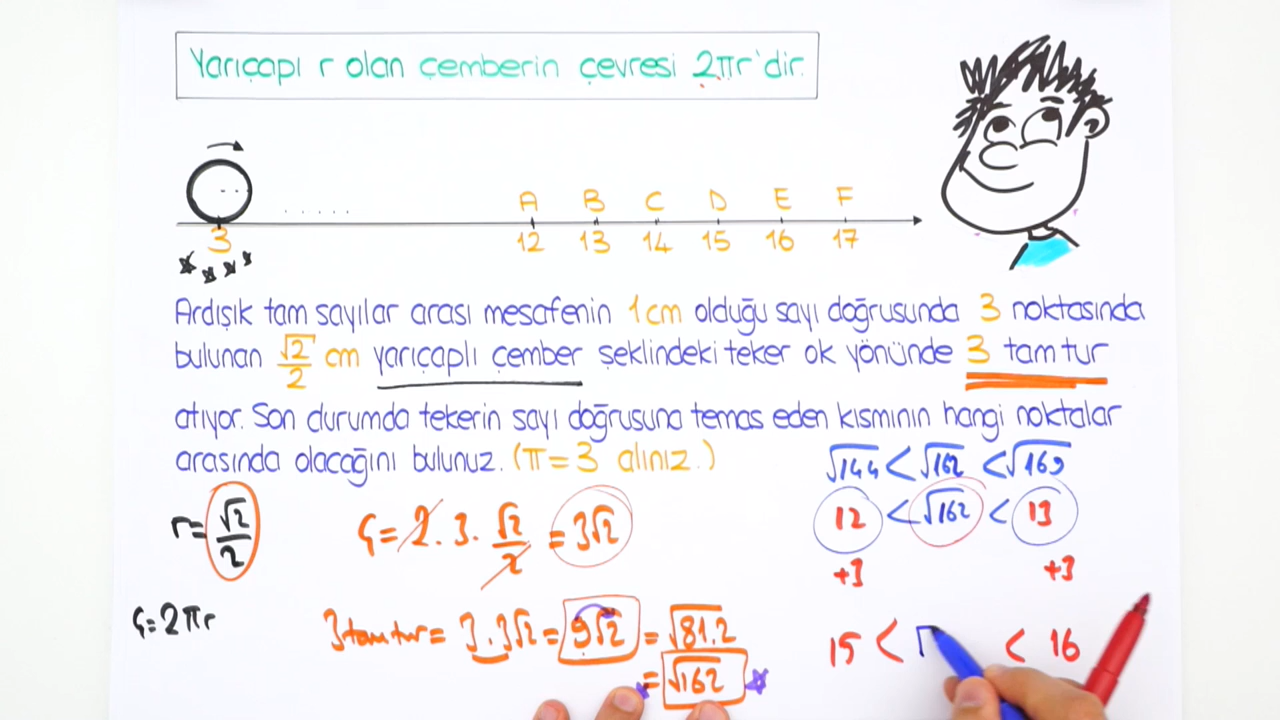 Yarıçapı r olan çemberin çevresi 2πr'dir.
A B C D E F
3 12 13 14 15 16 17
Ardışık tam sayılar arası mesafenin 1cm olduğu sayı doğrusunda 3 noktasında
bulunan √2/2 cm yarıçaplı çember şeklindeki teker ok yönünde 3 tam tur
atıyor. Son durumda tekerin sayı doğrusuna temas eden kısmının hangi noktalar
arasında olacağını bulunuz. (π=3 alınız.)
√144 < √162 < √169
r= √2/2
Ç= 2.3.√2/2 = 3√2
12 < √162 < 13
+3 +3
Ç=2πr
3 tam tur = 3.3√2 = 9√2 = √81.2
= √162
15 < √ < 16